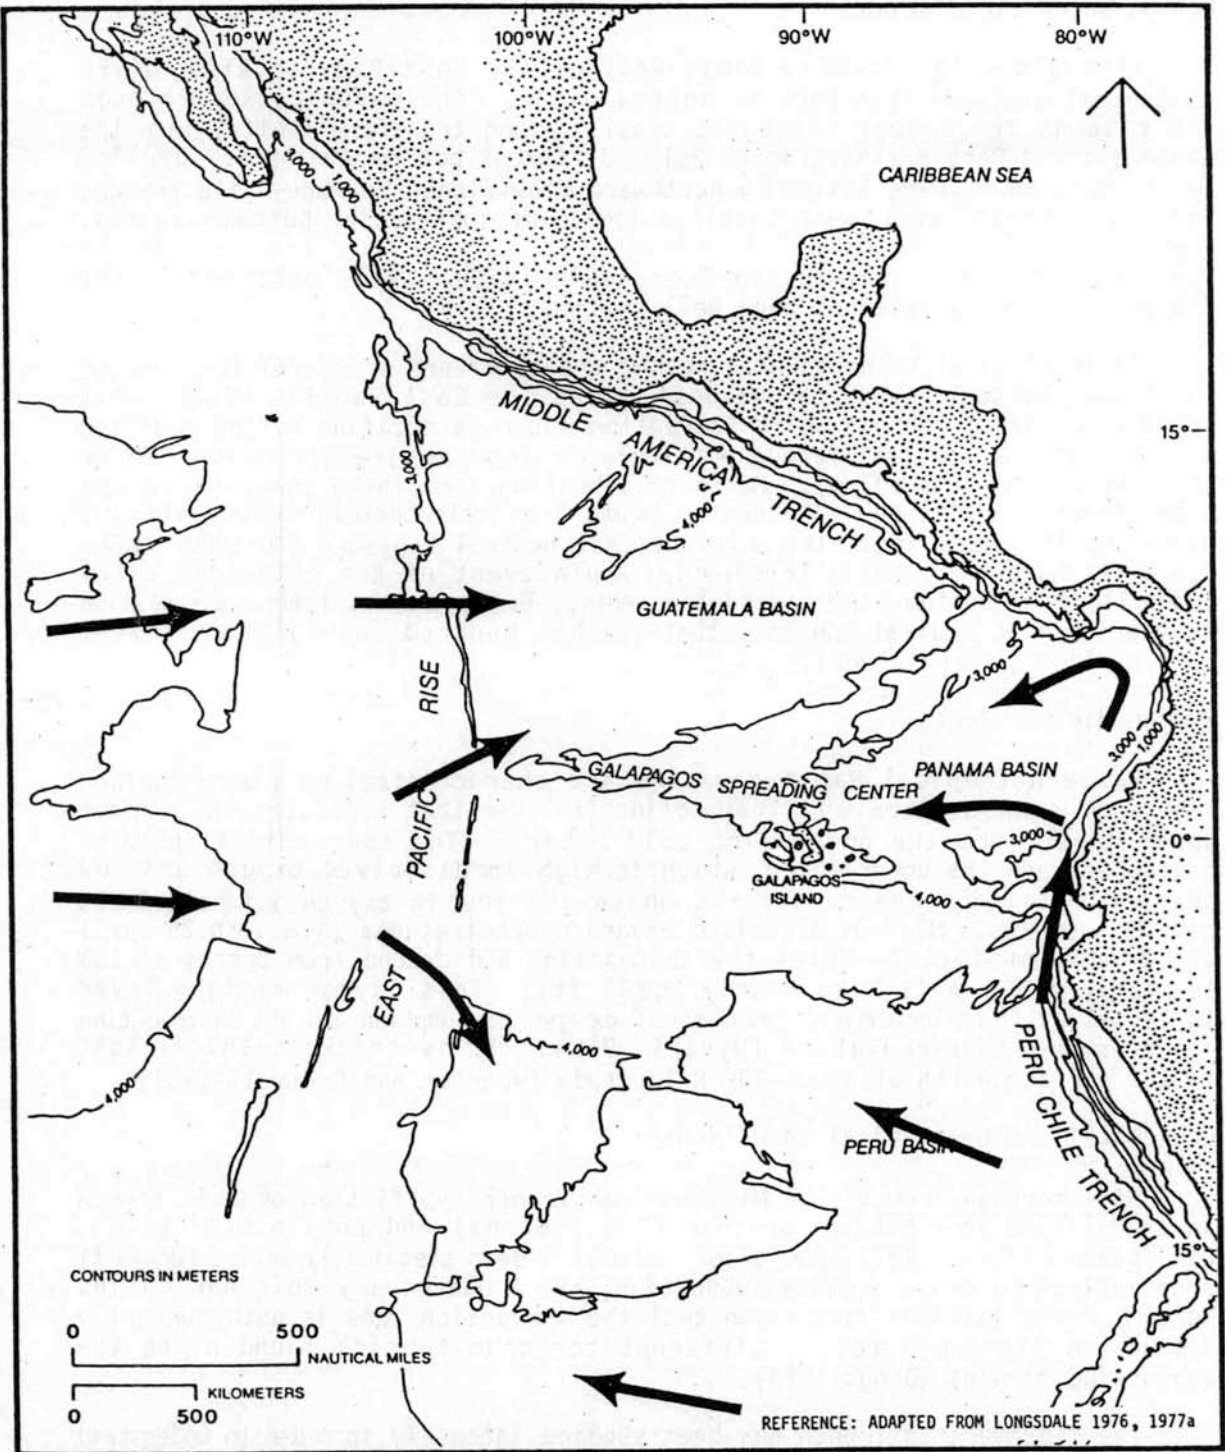 110°W
100°W
90°W
80°W
CARIBBEAN SEA
3,000
1,000
15°
MIDDLE AMERICA TRENCH
3,000
4,000
GUATEMALA BASIN
3,000
EAST PACIFIC RISE
3,000
1,000
PANAMA BASIN
GALAPAGOS SPREADING CENTER
3,000
0°
GALAPAGOS
ISLAND
4,000
4,000
4,000
PERU CHILE TRENCH
PERU BASIN
15°
CONTOURS IN METERS
0 500
NAUTICAL MILES
KILOMETERS
0 500
REFERENCE: ADAPTED FROM LONGSDALE 1976, 1977a